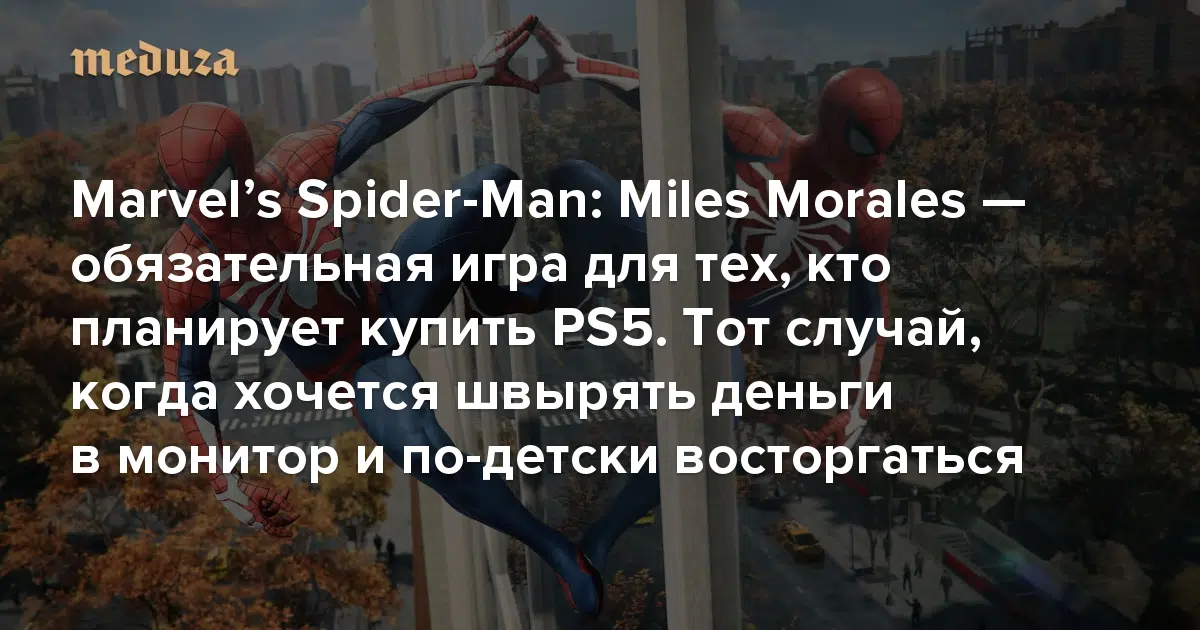 meduza
Marvel’s Spider-Man: Miles Morales —
обязательная игра для тех, кто
планирует купить PS5. Тот случай,
когда хочется швырять деньги
в монитор и по-детски восторгаться